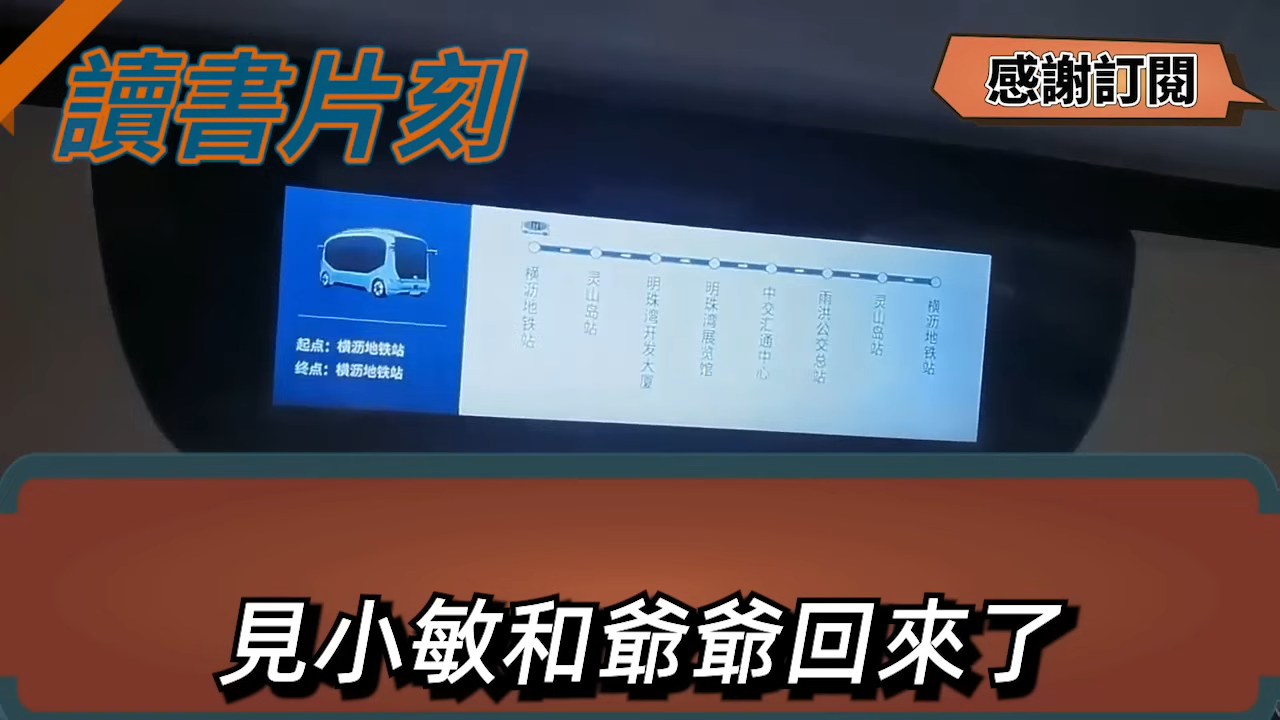 讀書片刻
感謝訂閱
起点：横沥地铁站
终点：横沥地铁站
横沥地铁站
灵山岛站
明珠湾开发大厦
明珠湾展览馆
中交汇通中心
雨洪公交总站
灵山岛站
横沥地铁站
見小敏和爺爺回來了